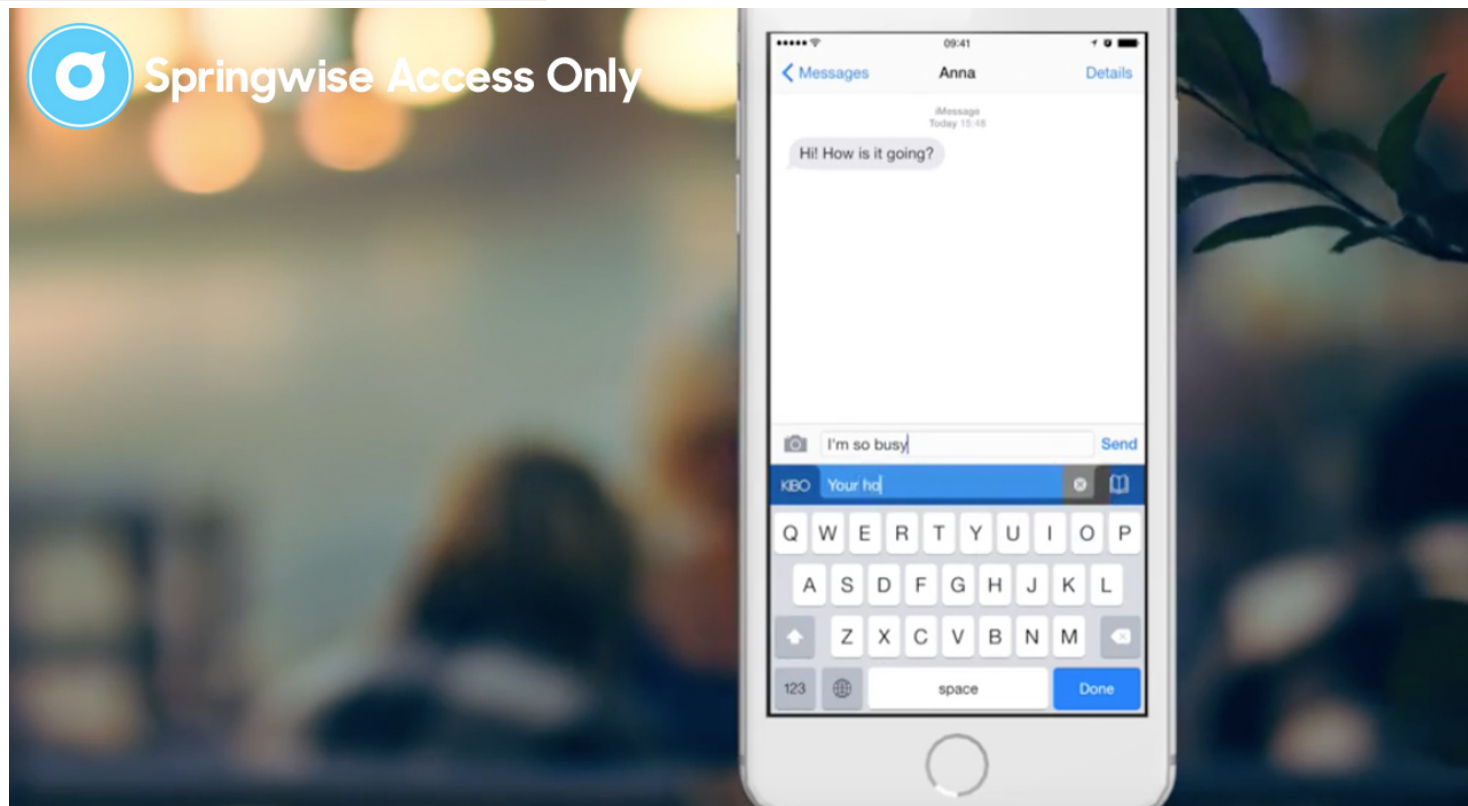 Springwise Access Only
09:41
Messages Anna Details
iMessage
Today 15:48
Hi! How is it going?
I'm so busy Send
KBO Your ho
Q W E R T Y U I O P
A S D F G H J K L
Z X C V B N M
123 space Done